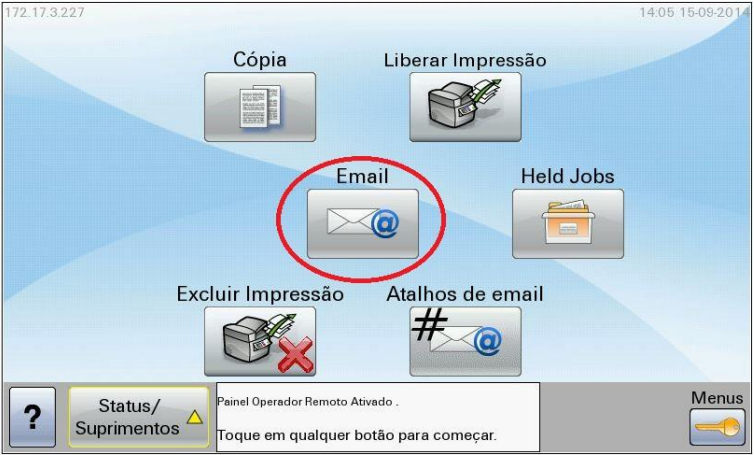 172.17.3.227
14:05 15-09-2014
Cópia
Liberar Impressão
Email
@
Held Jobs
Excluir Impressão
Atalhos de email
#
@
?
Status/
Suprimentos
Painel Operador Remoto Ativado .
Toque em qualquer botão para começar.
Menus